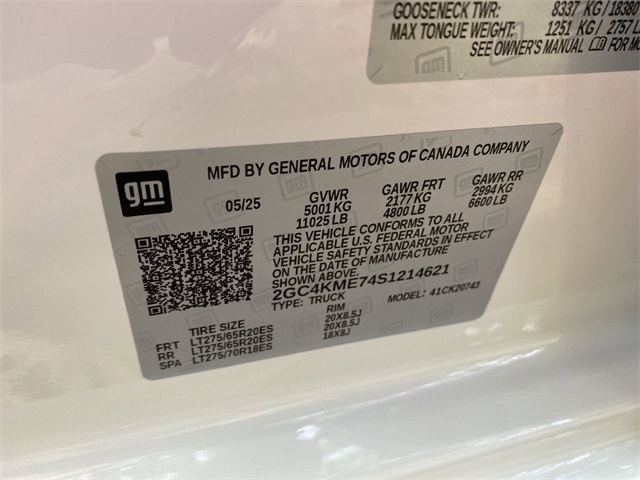 GOOSENECK TWR: 8337 KG/18380
MAX TONGUE WEIGHT: 1251 KG/ 2757 L
SEE OWNER'S MANUAL FOR MO
gm
MFD BY GENERAL MOTORS OF CANADA COMPANY
05/25 GVWR GAWR FRT GAWR RR
5001 KG 2177 KG 2994 KG
11025 LB 4800 LB 6600 LB
THIS VEHICLE CONFORMS TO ALL
APPLICABLE U.S. FEDERAL MOTOR
VEHICLE SAFETY STANDARDS IN EFFECT
ON THE DATE OF MANUFACTURE
SHOWN ABOVE.
2GC4KME74S1214621
TYPE: TRUCK MODEL: 41CK20743
TIRE SIZE RIM
FRT LT275/65R20ES 20X8.5J
RR LT275/65R20ES 20X8.5J
SPA LT275/70R18ES 18X8J